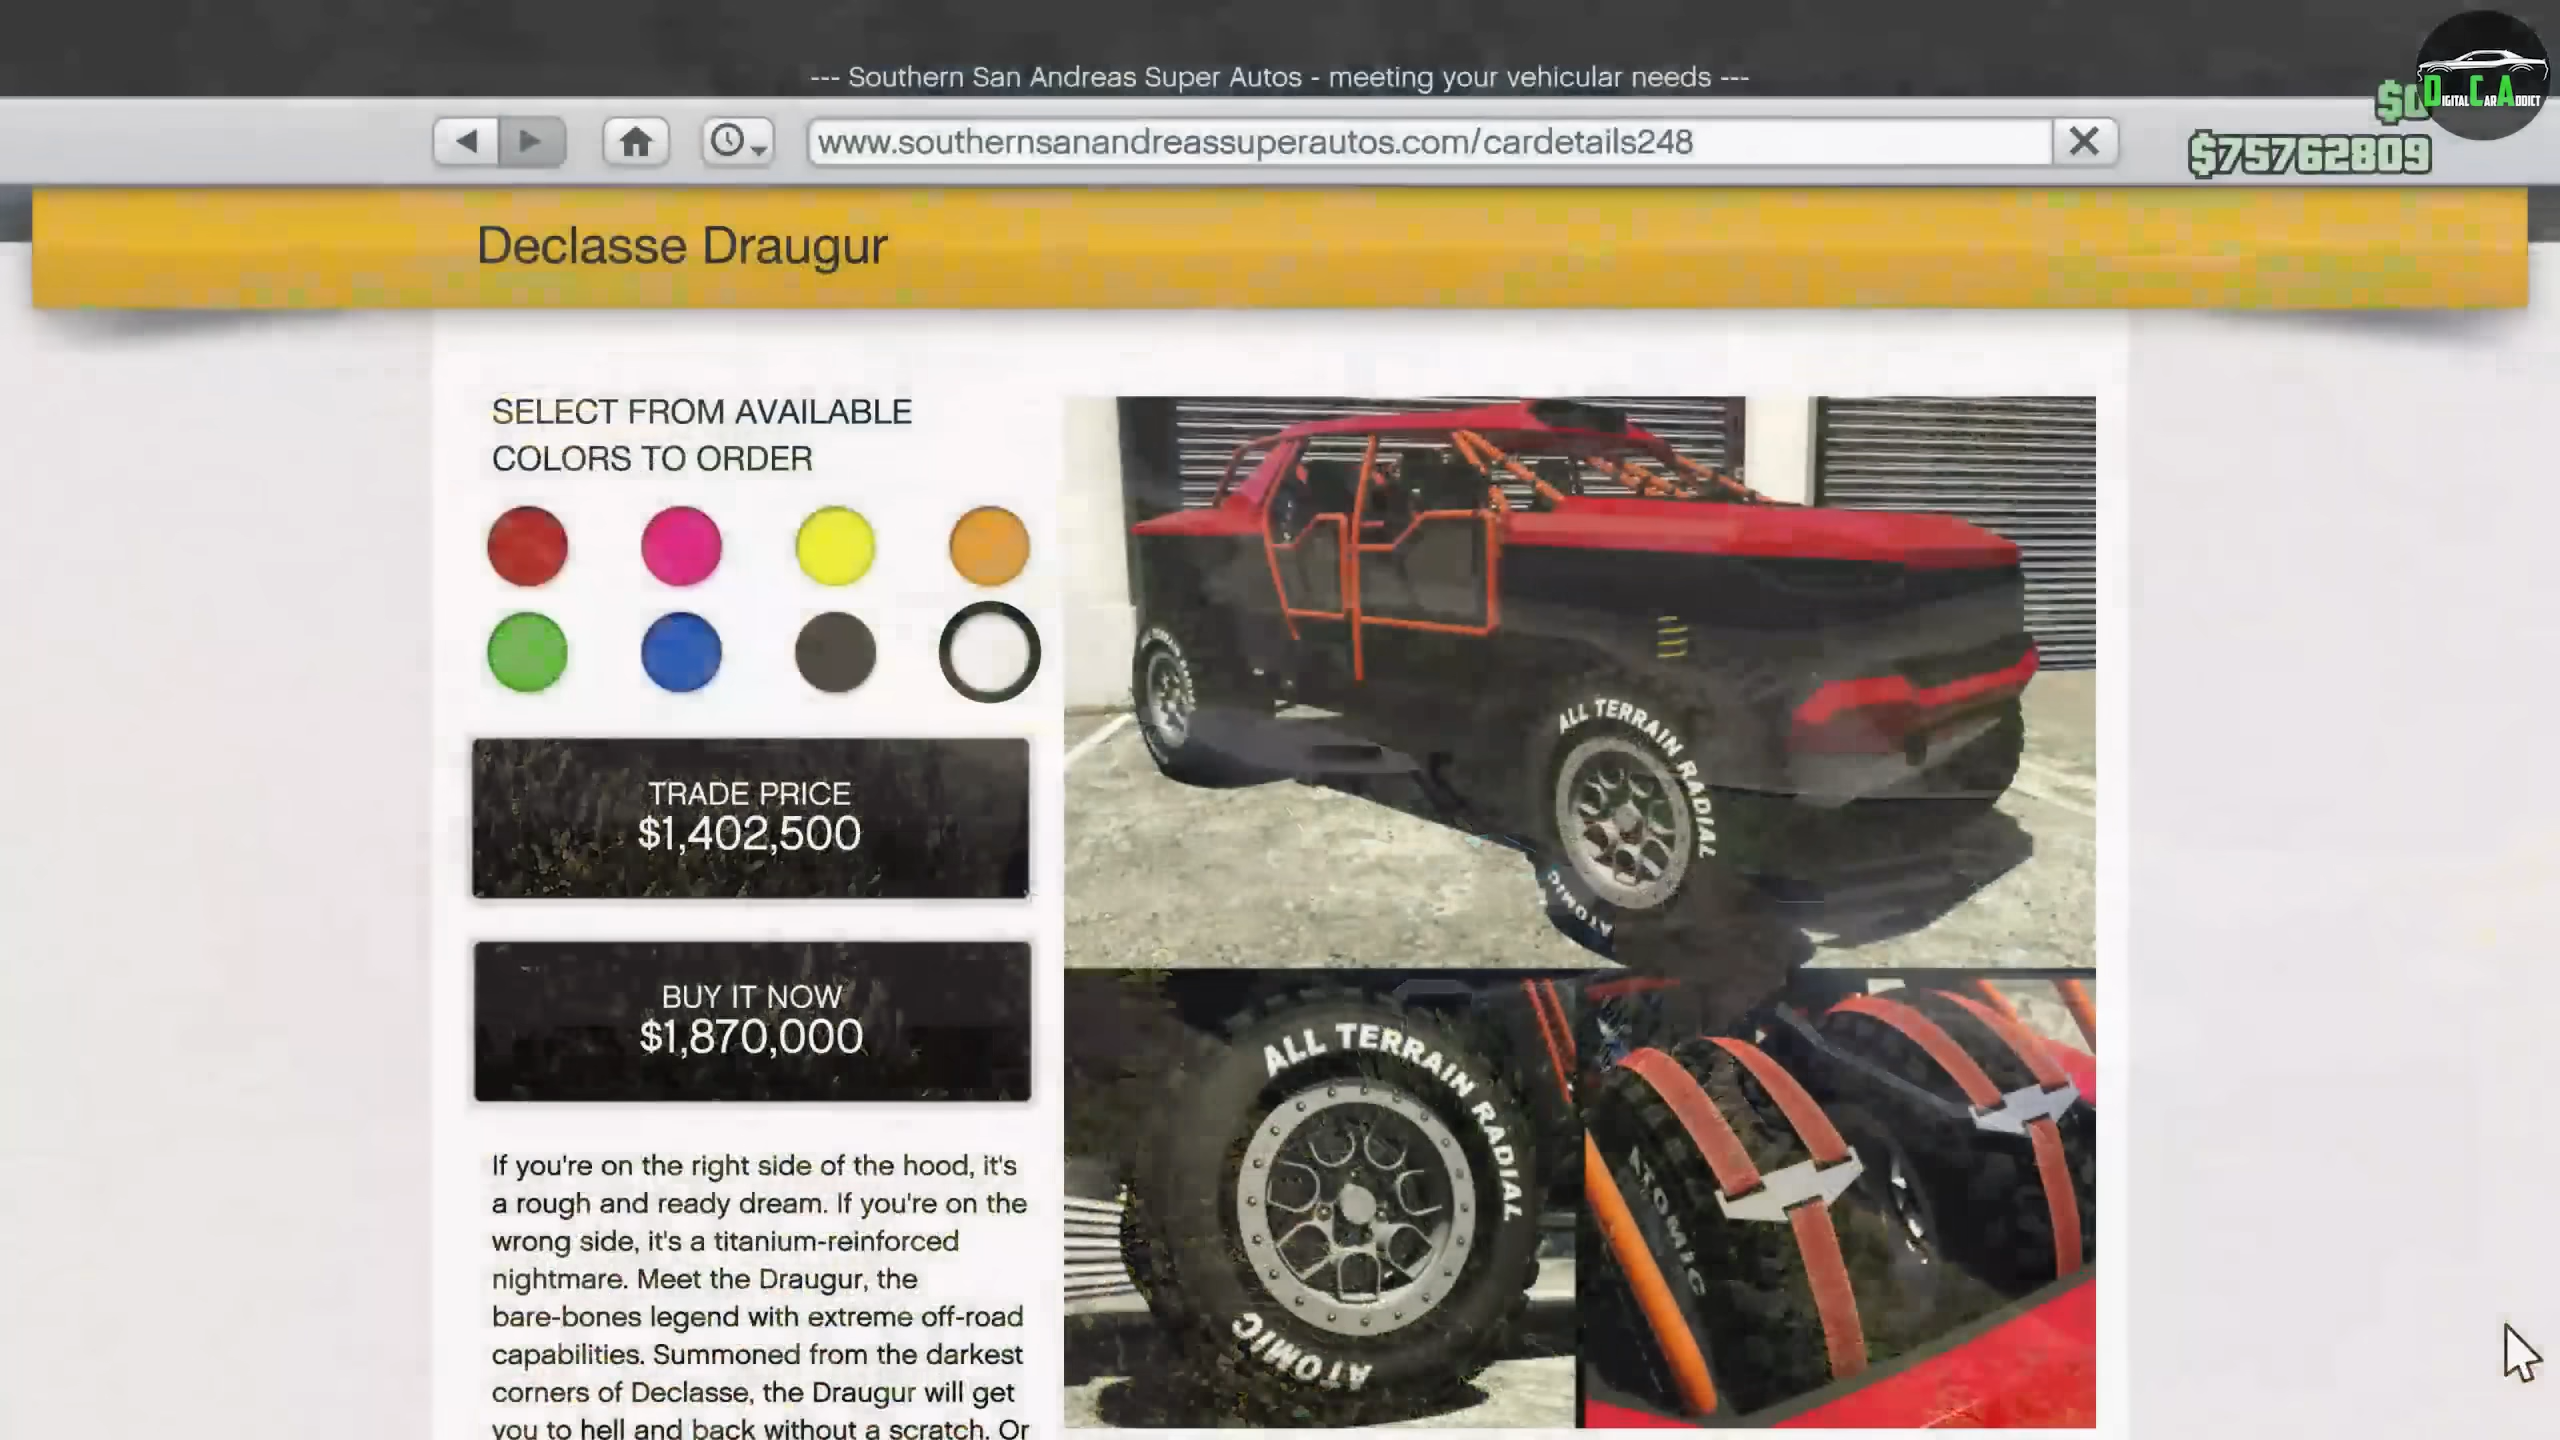 --- Southern San Andreas Super Autos - meeting your vehicular needs ---
www.southernsanandreassuperautos.com/cardetails248
DIGITAL CAR ADDICT
$75762809
Declasse Draugur
SELECT FROM AVAILABLE
COLORS TO ORDER
TRADE PRICE
$1,402,500
BUY IT NOW
$1,870,000
If you're on the right side of the hood, it's
a rough and ready dream. If you're on the
wrong side, it's a titanium-reinforced
nightmare. Meet the Draugur, the
bare-bones legend with extreme off-road
capabilities. Summoned from the darkest
corners of Declasse, the Draugur will get
you to hell and back without a scratch. Or
ALL TERRAIN RADIAL
ATOMIC
ALL TERRAIN RADIAL
ATOMIC
ATOMIC